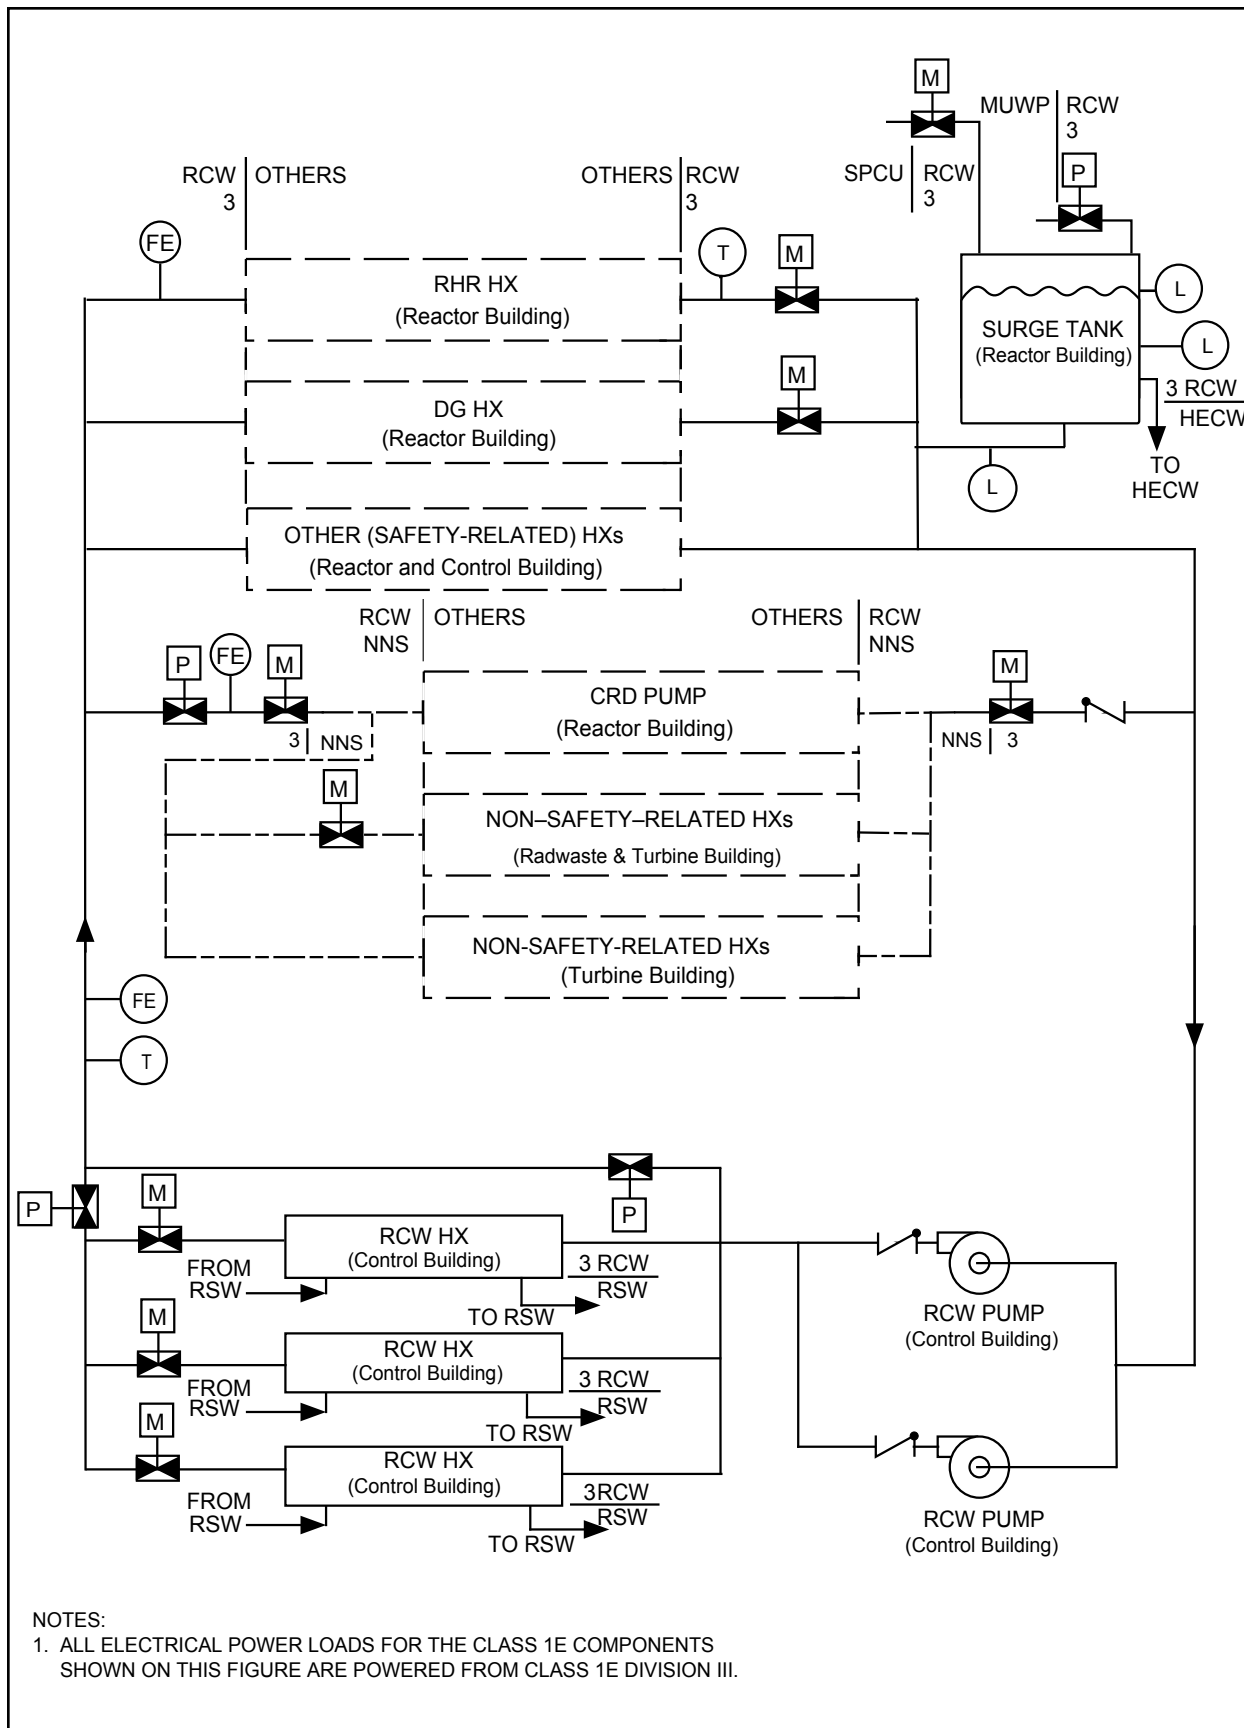 M
MUWP RCW
3
P
SPCU RCW
3
RCW OTHERS
3
OTHERS RCW
3
FE
T
M
RHR HX
(Reactor Building)
L
SURGE TANK
(Reactor Building)
L
M
3 RCW
HECW
DG HX
(Reactor Building)
TO
HECW
L
OTHER (SAFETY-RELATED) HXs
(Reactor and Control Building)
RCW OTHERS
NNS
OTHERS RCW
NNS
P
FE
M
M
CRD PUMP
(Reactor Building)
3 NNS
NNS 3
M
NON–SAFETY–RELATED HXs
(Radwaste & Turbine Building)
NON-SAFETY-RELATED HXs
(Turbine Building)
FE
T
P
M
P
RCW HX
(Control Building)
FROM
RSW
3 RCW
RSW
TO RSW
RCW PUMP
(Control Building)
M
RCW HX
(Control Building)
FROM
RSW
3 RCW
RSW
TO RSW
M
RCW HX
(Control Building)
FROM
RSW
3RCW
RSW
TO RSW
RCW PUMP
(Control Building)
NOTES:
1. ALL ELECTRICAL POWER LOADS FOR THE CLASS 1E COMPONENTS
SHOWN ON THIS FIGURE ARE POWERED FROM CLASS 1E DIVISION III.